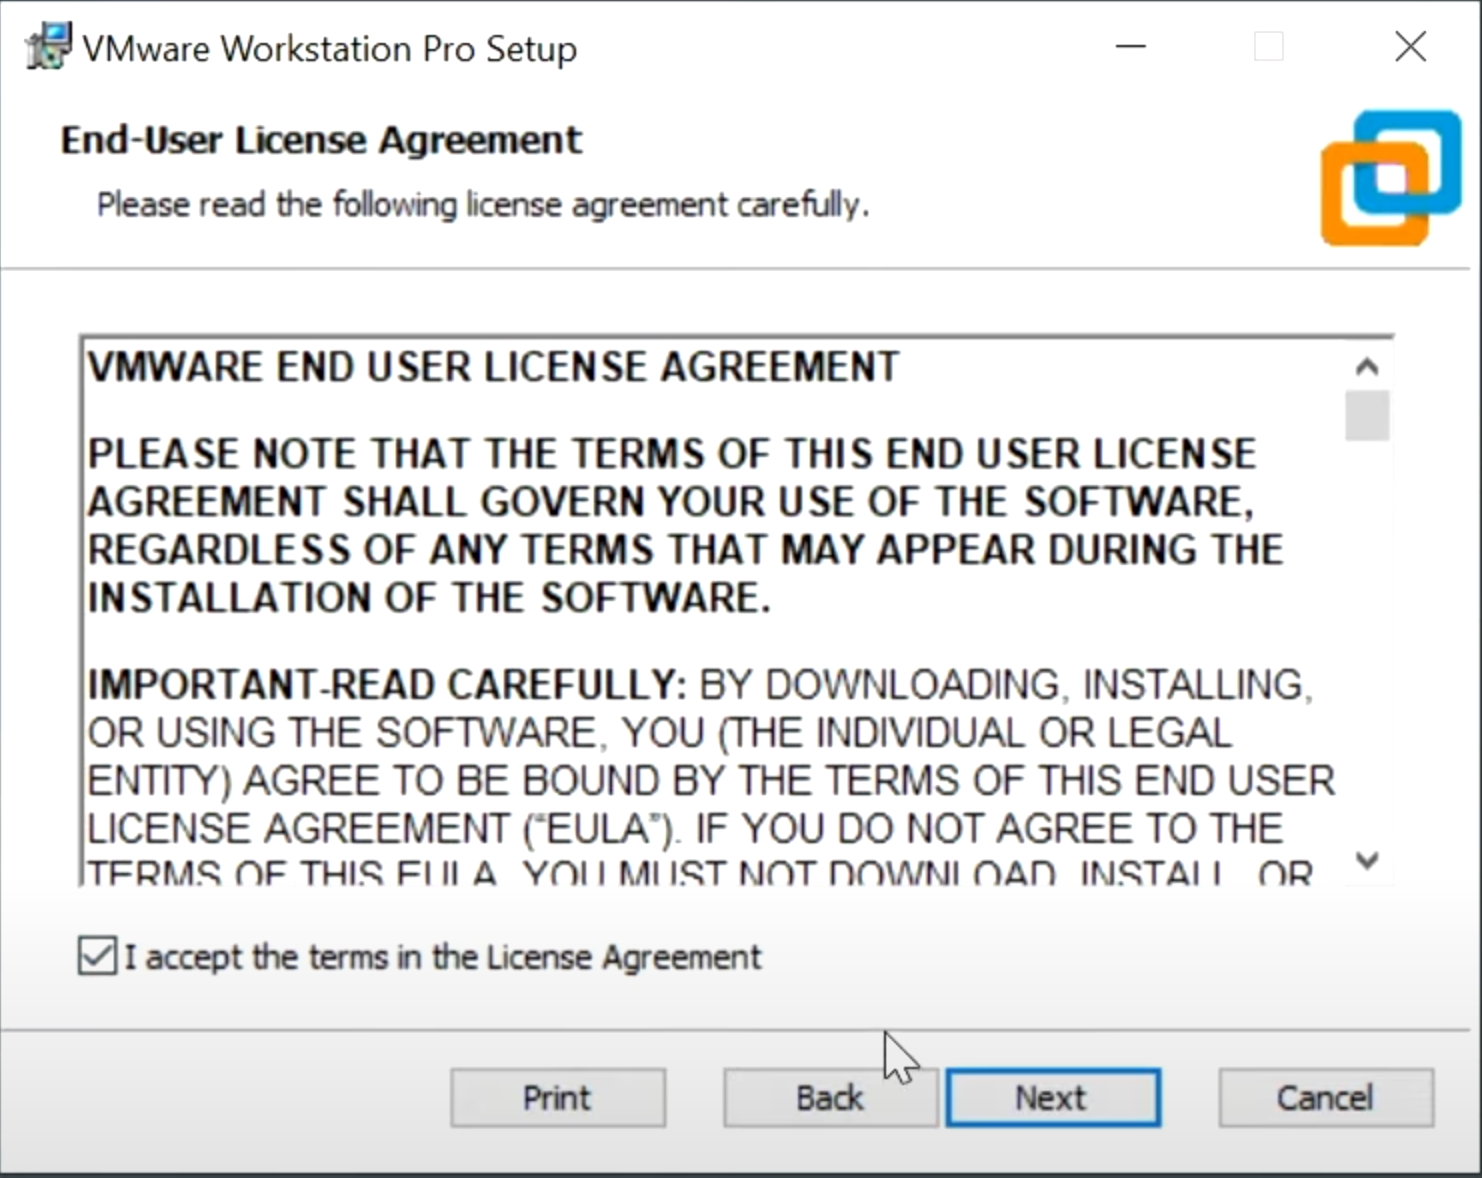 VMware Workstation Pro Setup
End-User License Agreement
Please read the following license agreement carefully.
VMWARE END USER LICENSE AGREEMENT
PLEASE NOTE THAT THE TERMS OF THIS END USER LICENSE
AGREEMENT SHALL GOVERN YOUR USE OF THE SOFTWARE,
REGARDLESS OF ANY TERMS THAT MAY APPEAR DURING THE
INSTALLATION OF THE SOFTWARE.
IMPORTANT-READ CAREFULLY: BY DOWNLOADING, INSTALLING,
OR USING THE SOFTWARE, YOU (THE INDIVIDUAL OR LEGAL
ENTITY) AGREE TO BE BOUND BY THE TERMS OF THIS END USER
LICENSE AGREEMENT (“EULA”). IF YOU DO NOT AGREE TO THE
TERMS OF THIS EULA, YOU MUST NOT DOWNLOAD, INSTALL, OR
I accept the terms in the License Agreement
Print
Back
Next
Cancel